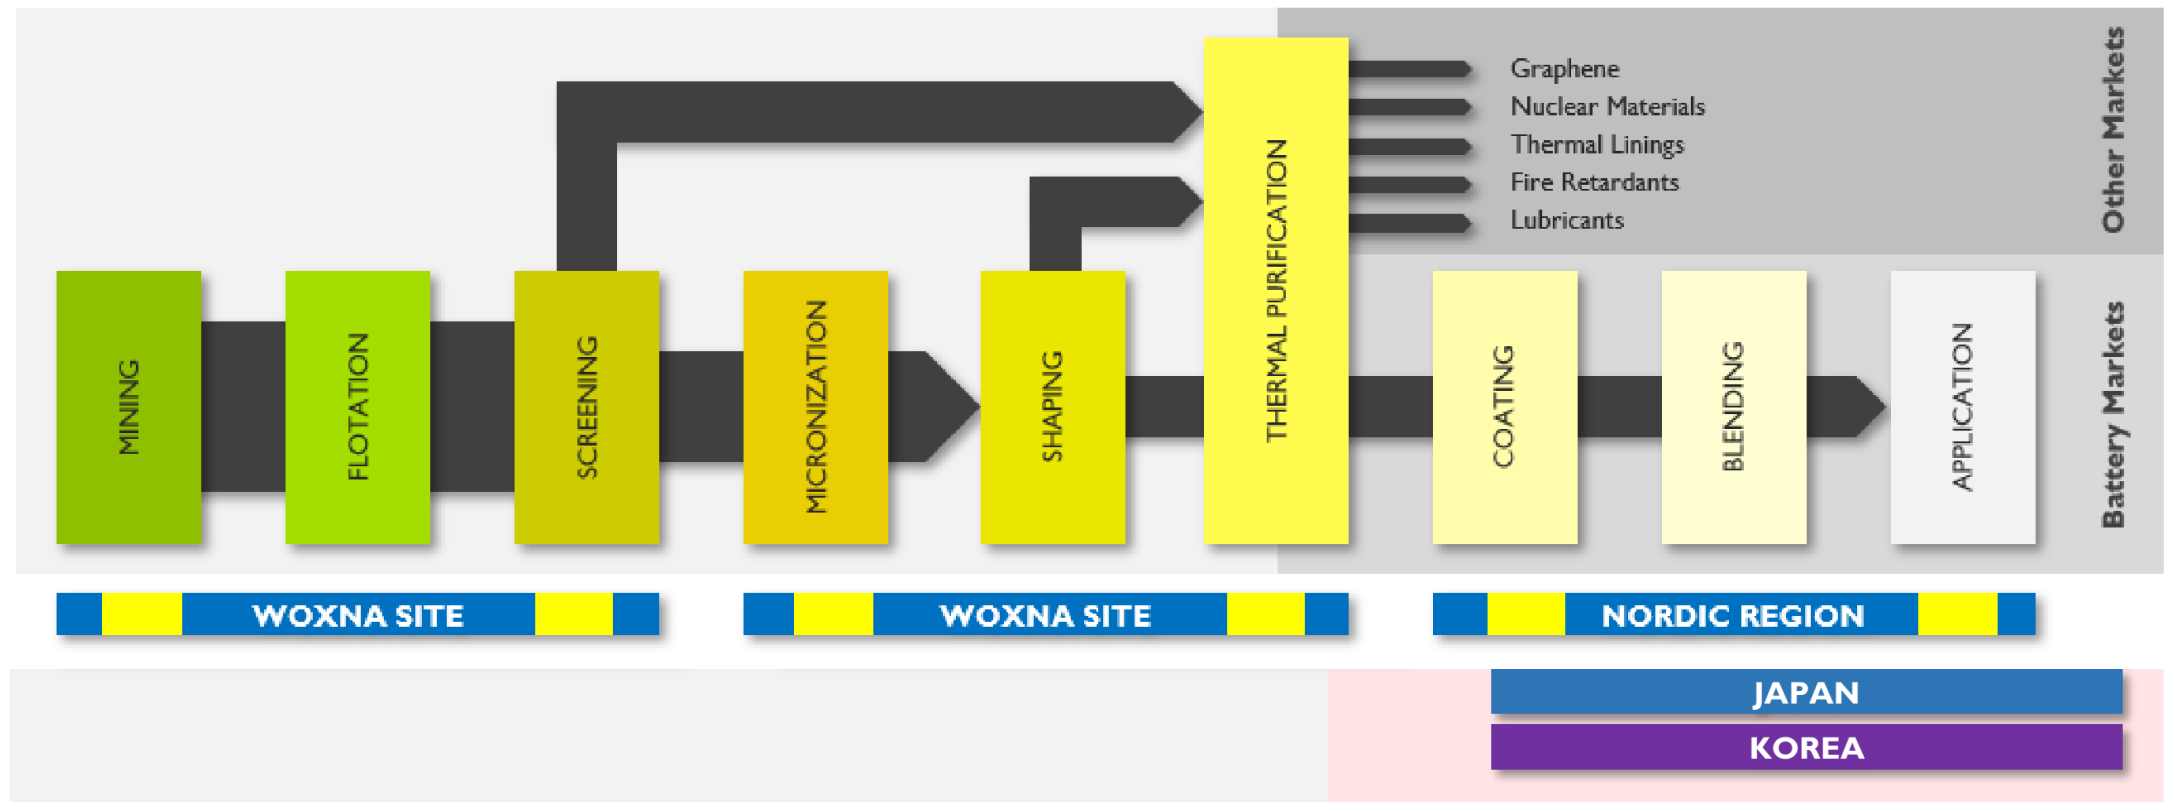 Graphene
Nuclear Materials
Thermal Linings
Fire Retardants
Lubricants
Other Markets
MINING
FLOTATION
SCREENING
MICRONIZATION
SHAPING
THERMAL PURIFICATION
COATING
BLENDING
APPLICATION
Battery Markets
WOXNA SITE
WOXNA SITE
NORDIC REGION
JAPAN
KOREA